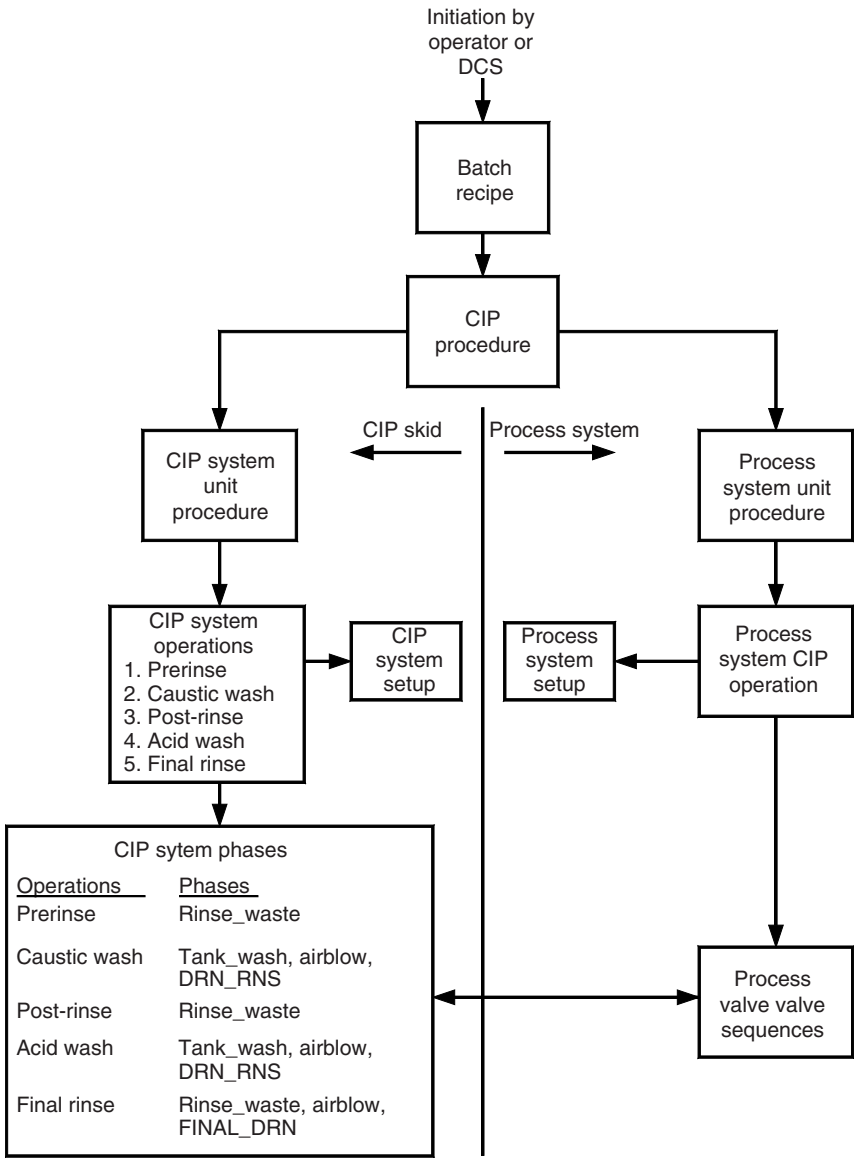 Initiation by
operator or
DCS
Batch
recipe
CIP
procedure
CIP skid
Process system
CIP system
unit
procedure
Process
system unit
procedure
CIP system
operations
1. Prerinse
2. Caustic wash
3. Post-rinse
4. Acid wash
5. Final rinse
CIP
system
setup
Process
system
setup
Process
system CIP
operation
CIP sytem phases
Operations Phases
Prerinse Rinse_waste
Caustic wash Tank_wash, airblow,
DRN_RNS
Post-rinse Rinse_waste
Acid wash Tank_wash, airblow,
DRN_RNS
Final rinse Rinse_waste, airblow,
FINAL_DRN
Process
valve valve
sequences